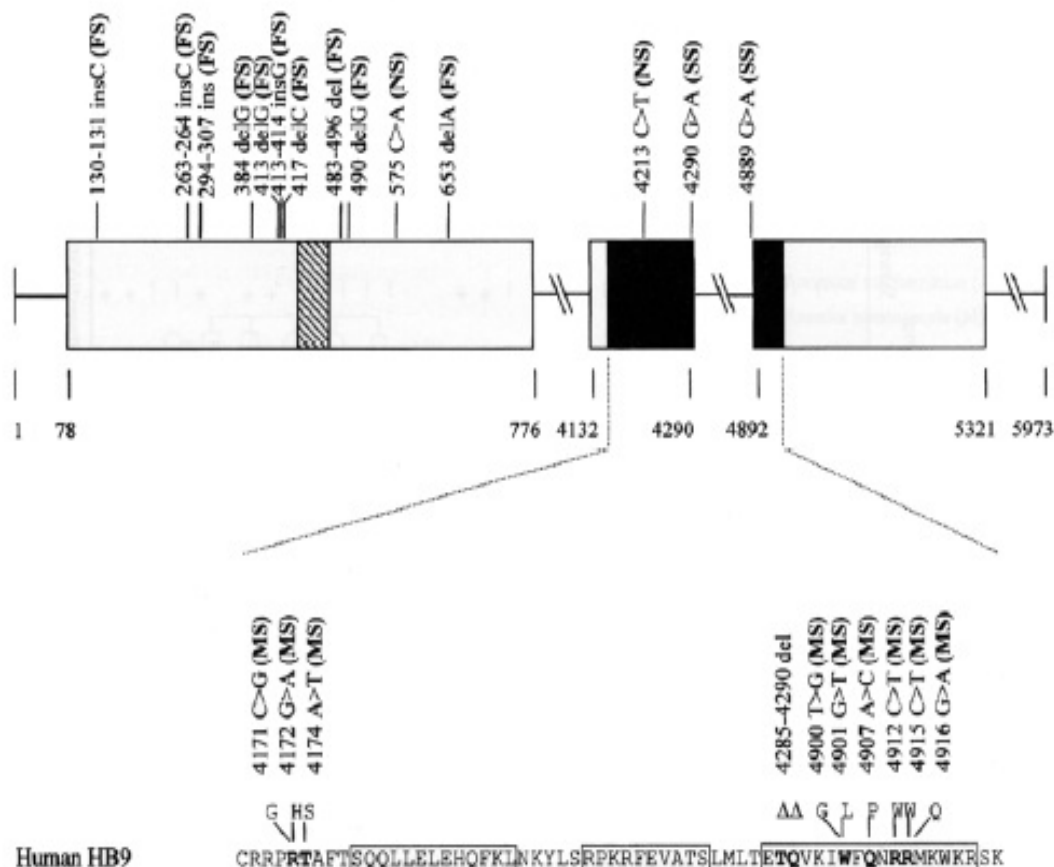 130-131 insC (FS)
263-264 insC (FS)
294-307 ins (FS)
384 delG (FS)
413 delG (FS)
413-414 insG (FS)
417 delC (FS)
483-496 del (FS)
490 delG (FS)
575 C>A (NS)
653 delA (FS)
4213 C>T (NS)
4290 G>A (SS)
4889 G>A (SS)
1 78 776 4132 4290 4892 5321 5973
4171 C>G (MS)
4172 G>A (MS)
4174 A>T (MS)
4285-4290 del
4900 T>G (MS)
4901 G>T (MS)
4907 A>C (MS)
4912 C>T (MS)
4915 C>T (MS)
4916 G>A (MS)
G HS ΔΔ G L P WW Q
Human HB9 CRRPRTAFTSQQLLELEHQFKLNKYLSRPKRFEVATSLMLTETQVKIWFQNRRMKWKRSK